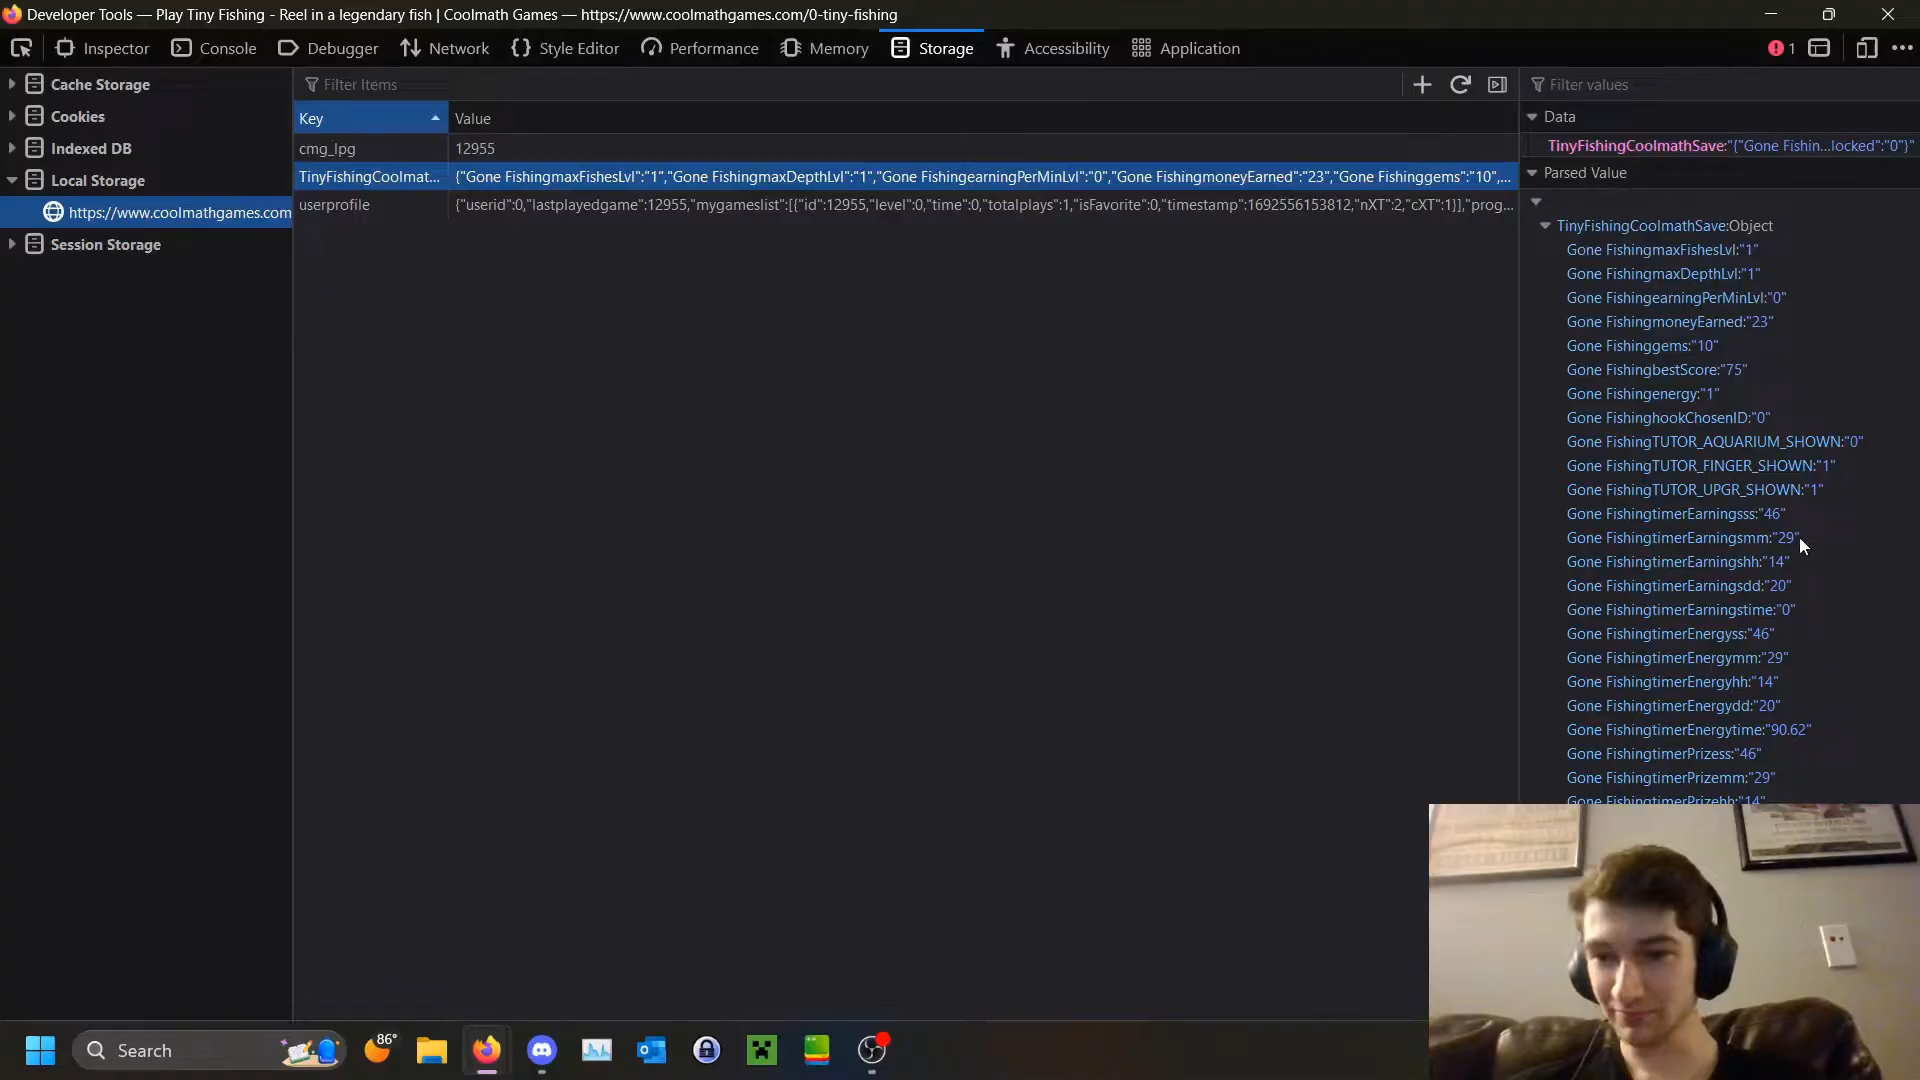 Developer Tools — Play Tiny Fishing - Reel in a legendary fish | Coolmath Games — https://www.coolmathgames.com/0-tiny-fishing
Inspector Console Debugger Network Style Editor Performance Memory Storage Accessibility Application 1
Cache Storage
Cookies
Indexed DB
Local Storage
https://www.coolmathgames.com
Session Storage
Filter Items
Key Value
cmg_lpg 12955
TinyFishingCoolmat... {"Gone FishingmaxFishesLvl":"1","Gone FishingmaxDepthLvl":"1","Gone FishingearningPerMinLvl":"0","Gone FishingmoneyEarned":"23","Gone Fishinggems":"10",...
userprofile {"userid":0,"lastplayedgame":12955,"mygameslist":[{"id":12955,"level":0,"time":0,"totalplays":1,"isFavorite":0,"timestamp":1692556153812,"nXT":2,"cXT":1}],"prog...
Filter values
Data
TinyFishingCoolmathSave:"{"Gone Fishin...locked":"0"}"
Parsed Value
TinyFishingCoolmathSave:Object
Gone FishingmaxFishesLvl:"1"
Gone FishingmaxDepthLvl:"1"
Gone FishingearningPerMinLvl:"0"
Gone FishingmoneyEarned:"23"
Gone Fishinggems:"10"
Gone FishingbestScore:"75"
Gone Fishingenergy:"1"
Gone FishinghookChosenID:"0"
Gone FishingTUTOR_AQUARIUM_SHOWN:"0"
Gone FishingTUTOR_FINGER_SHOWN:"1"
Gone FishingTUTOR_UPGR_SHOWN:"1"
Gone FishingtimerEarningsss:"46"
Gone FishingtimerEarningsmm:"29"
Gone FishingtimerEarningshh:"14"
Gone FishingtimerEarningsdd:"20"
Gone FishingtimerEarningstime:"0"
Gone FishingtimerEnergyss:"46"
Gone FishingtimerEnergymm:"29"
Gone FishingtimerEnergyhh:"14"
Gone FishingtimerEnergydd:"20"
Gone FishingtimerEnergytime:"90.62"
Gone FishingtimerPrizess:"46"
Gone FishingtimerPrizemm:"29"
Gone FishingtimerPrizehh:"14"
Search
86°